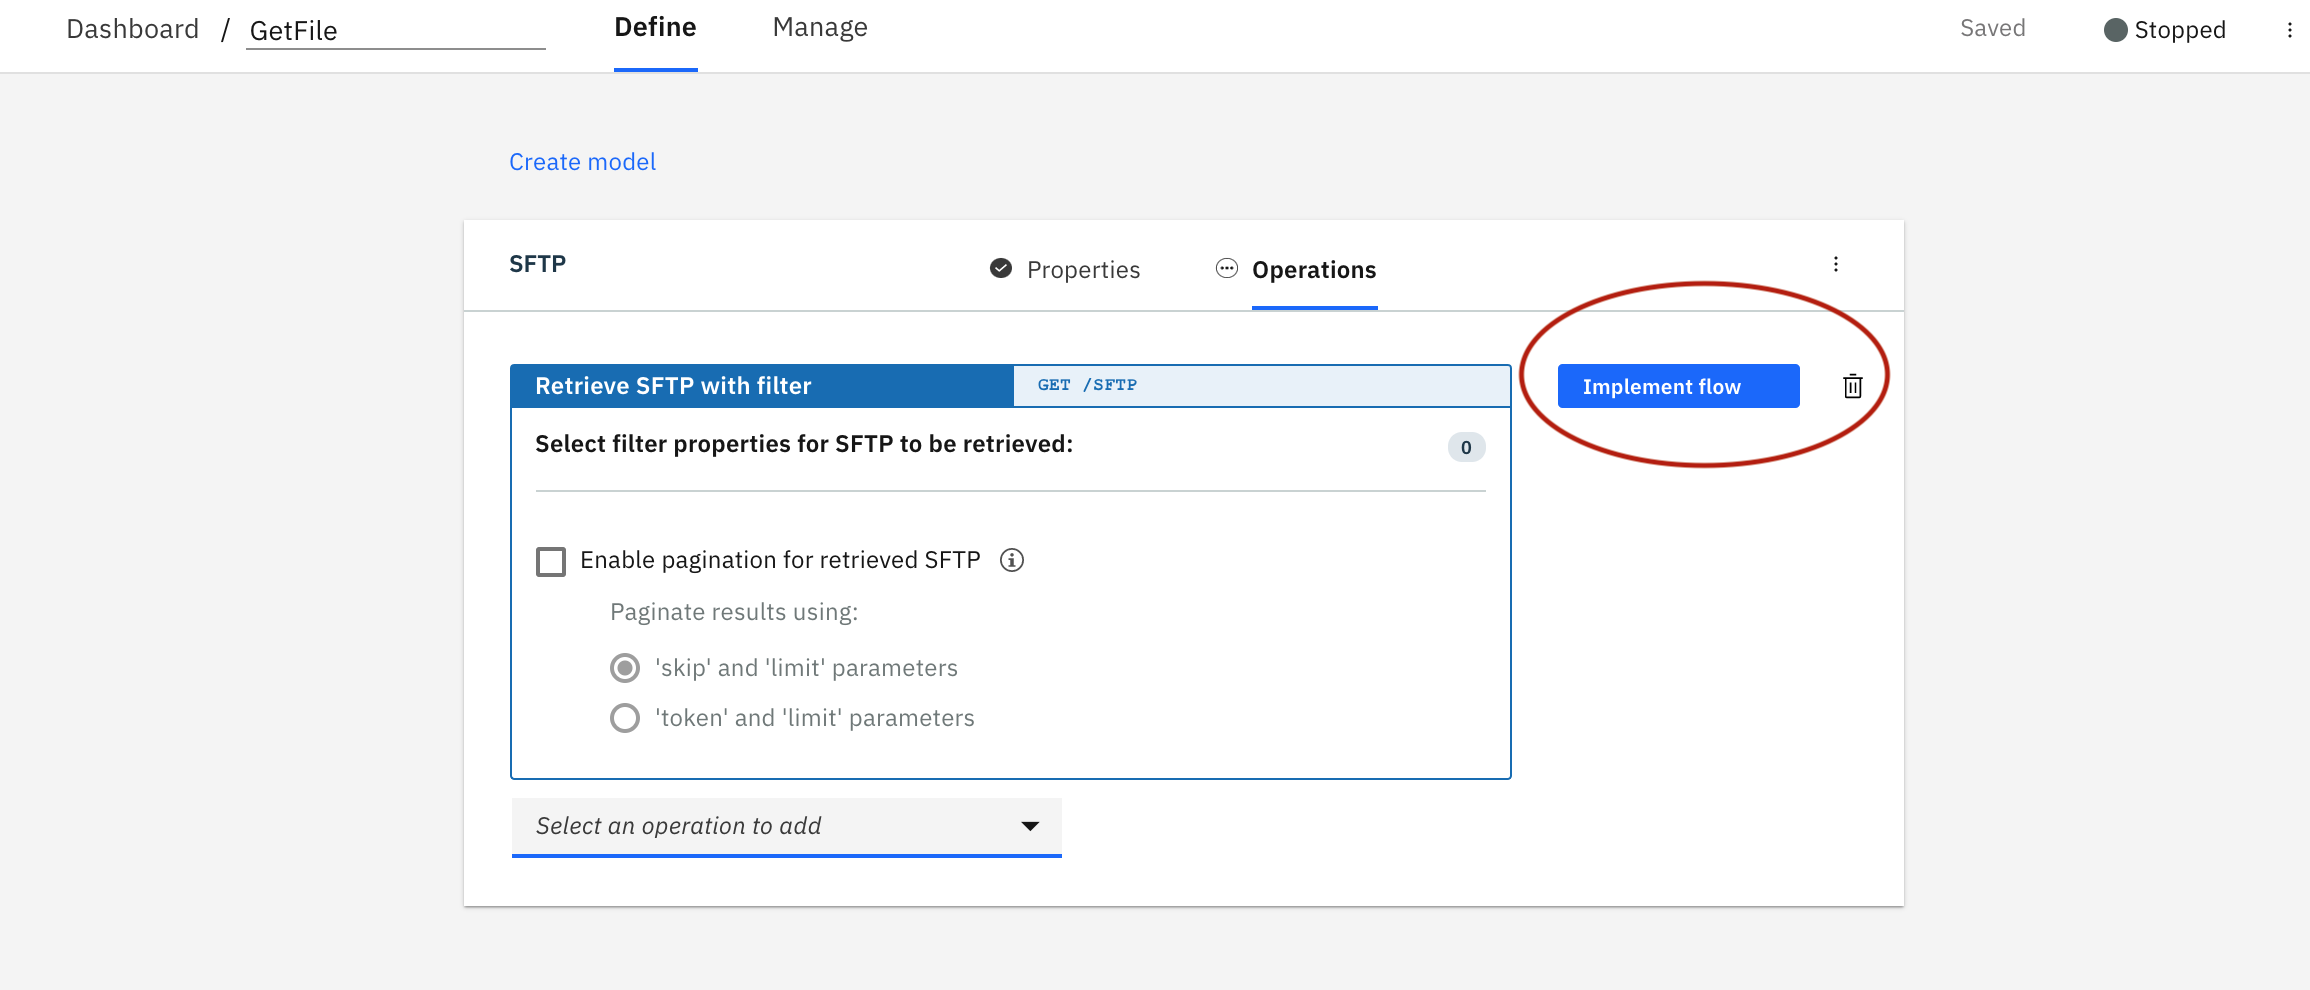 Dashboard / GetFile Define Manage Saved Stopped
Create model
SFTP Properties Operations
Retrieve SFTP with filter GET /SFTP Implement flow
Select filter properties for SFTP to be retrieved: 0
Enable pagination for retrieved SFTP
Paginate results using:
'skip' and 'limit' parameters
'token' and 'limit' parameters
Select an operation to add